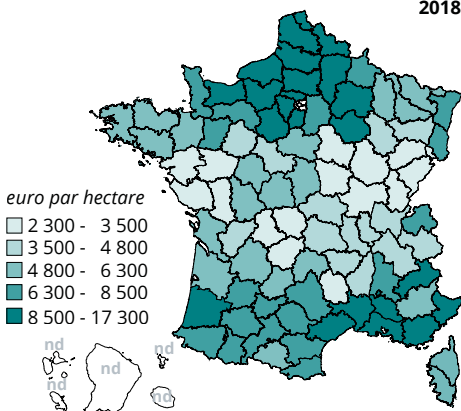 2018
euro par hectare
2 300 - 3 500
3 500 - 4 800
4 800 - 6 300
6 300 - 8 500
8 500 - 17 300
nd
nd
nd
nd
nd